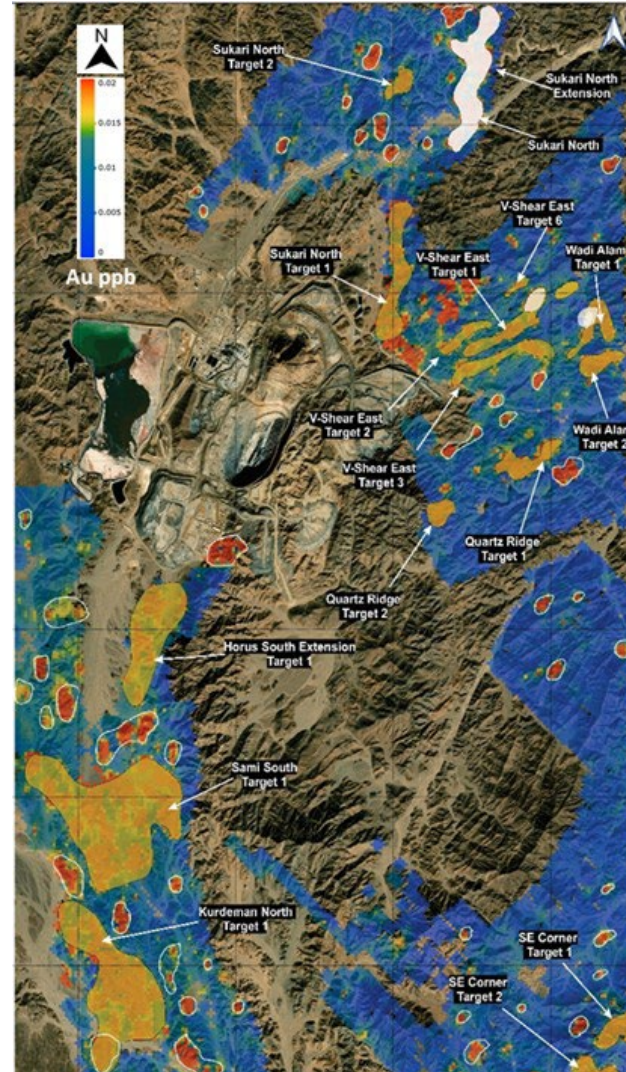 N
0.02
0.015
0.01
0.005
0
Au ppb
Sukari North
Target 2
Sukari North
Extension
Sukari North
V-Shear East
Target 6
V-Shear East
Target 1
Wadi Alam
Target 1
Sukari North
Target 1
V-Shear East
Target 2
Wadi Alam
Target 2
V-Shear East
Target 3
Quartz Ridge
Target 1
Quartz Ridge
Target 2
Horus South Extension
Target 1
Sami South
Target 1
Kurdeman North
Target 1
SE Corner
Target 1
SE Corner
Target 2